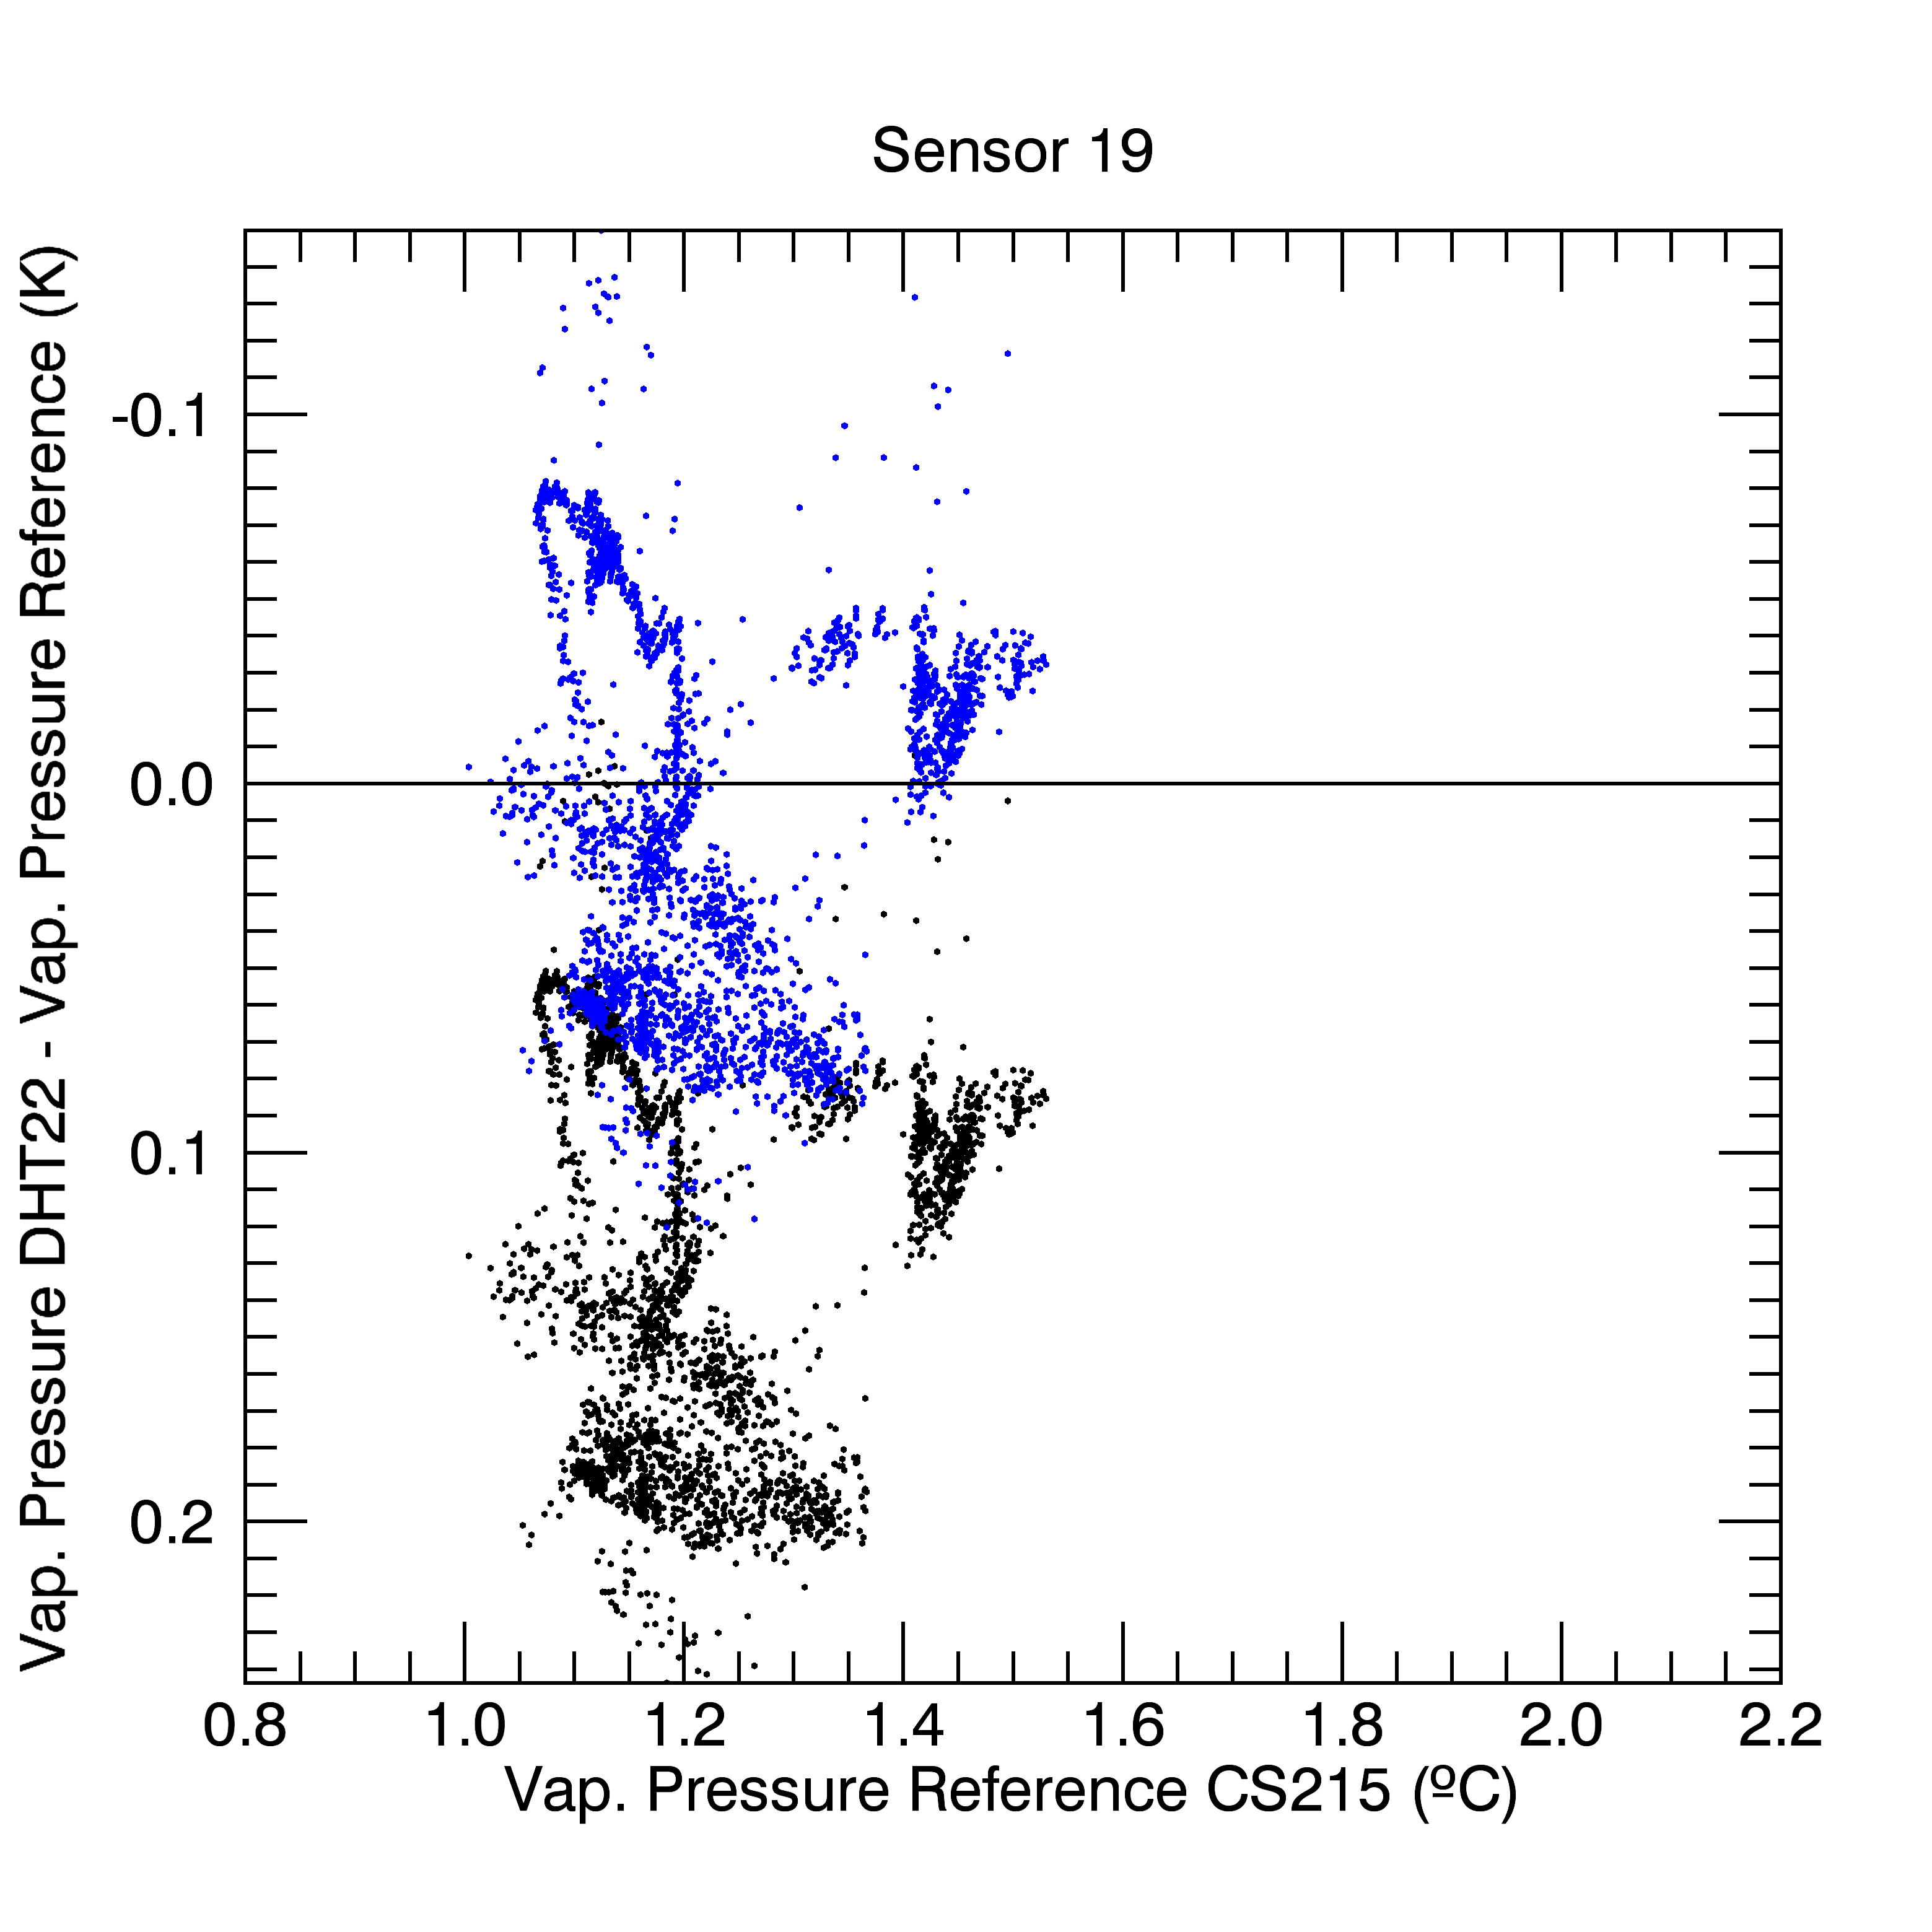 Sensor 19
Vap. Pressure DHT22 - Vap. Pressure Reference (K)
-0.1
0.0
0.1
0.2
0.8 1.0 1.2 1.4 1.6 1.8 2.0 2.2
Vap. Pressure Reference CS215 (ºC)